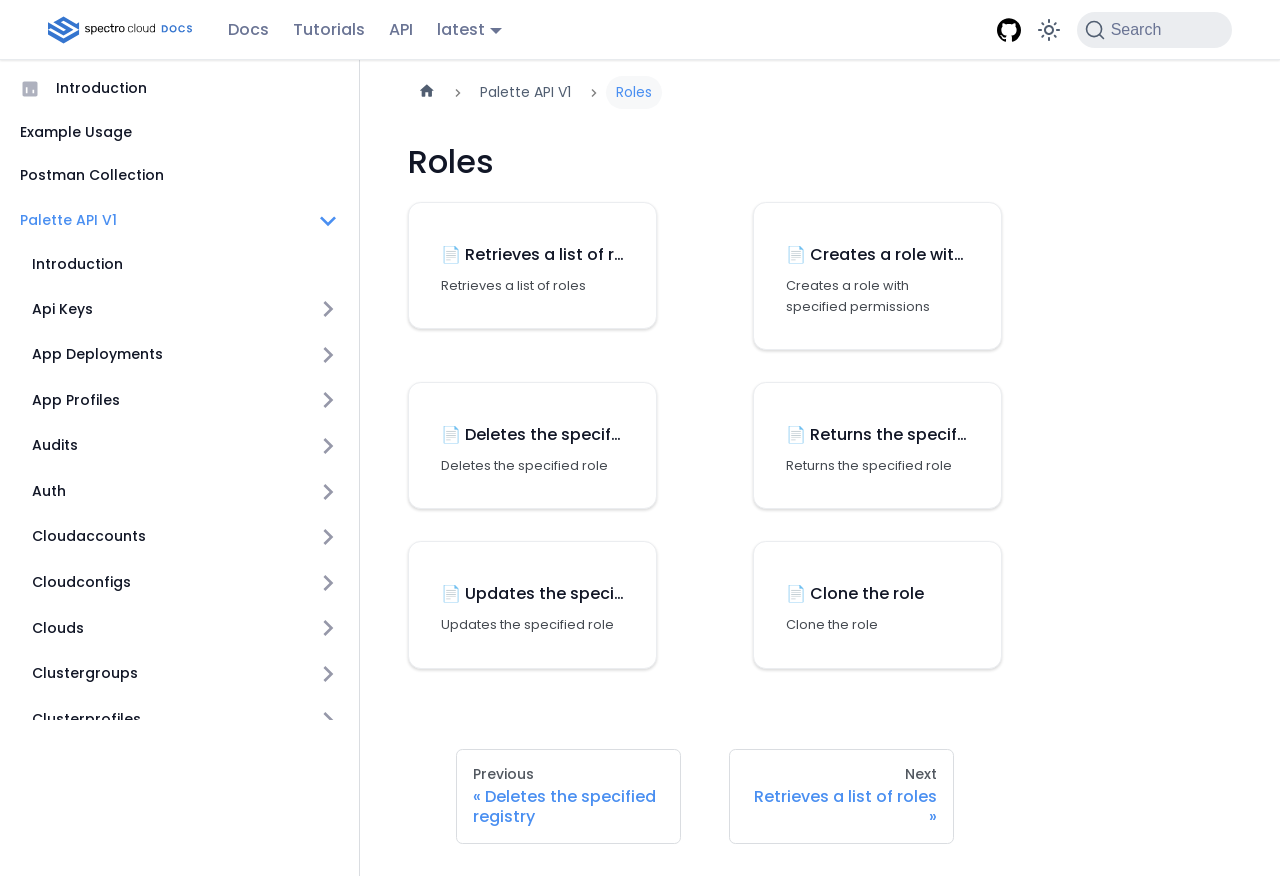 spectro cloud DOCS
Docs
Tutorials
API
latest
Search
Introduction
Example Usage
Postman Collection
Palette API V1
Introduction
Api Keys
App Deployments
App Profiles
Audits
Auth
Cloudaccounts
Cloudconfigs
Clouds
Clustergroups
Clusterprofiles
Palette API V1
Roles
Roles
Retrieves a list of r...
Retrieves a list of roles
Creates a role wit...
Creates a role with
specified permissions
Deletes the specif...
Deletes the specified role
Returns the specif...
Returns the specified role
Updates the speci...
Updates the specified role
Clone the role
Clone the role
Previous
« Deletes the specified
registry
Next
Retrieves a list of roles
»